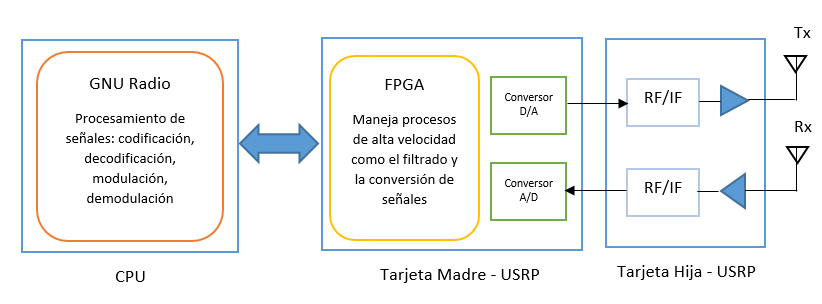 GNU Radio
Procesamiento de
señales: codificación,
decodificación,
modulación,
demodulación
CPU
FPGA
Maneja procesos
de alta velocidad
como el filtrado y
la conversión de
señales
Conversor
D/A
Conversor
A/D
Tarjeta Madre - USRP
RF/IF
RF/IF
Tx
Rx
Tarjeta Hija - USRP